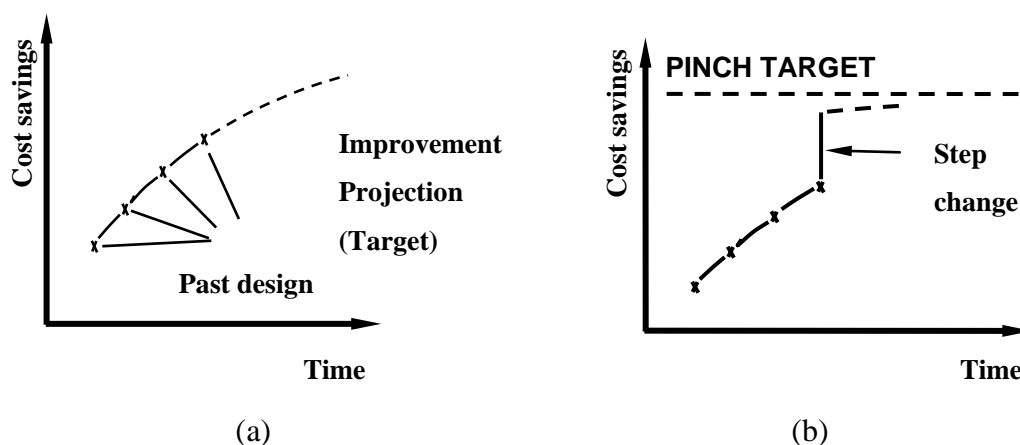 Cost savings
Improvement
Projection
(Target)
Past design
Time
(a)
PINCH TARGET
Cost savings
Step
change
Time
(b)